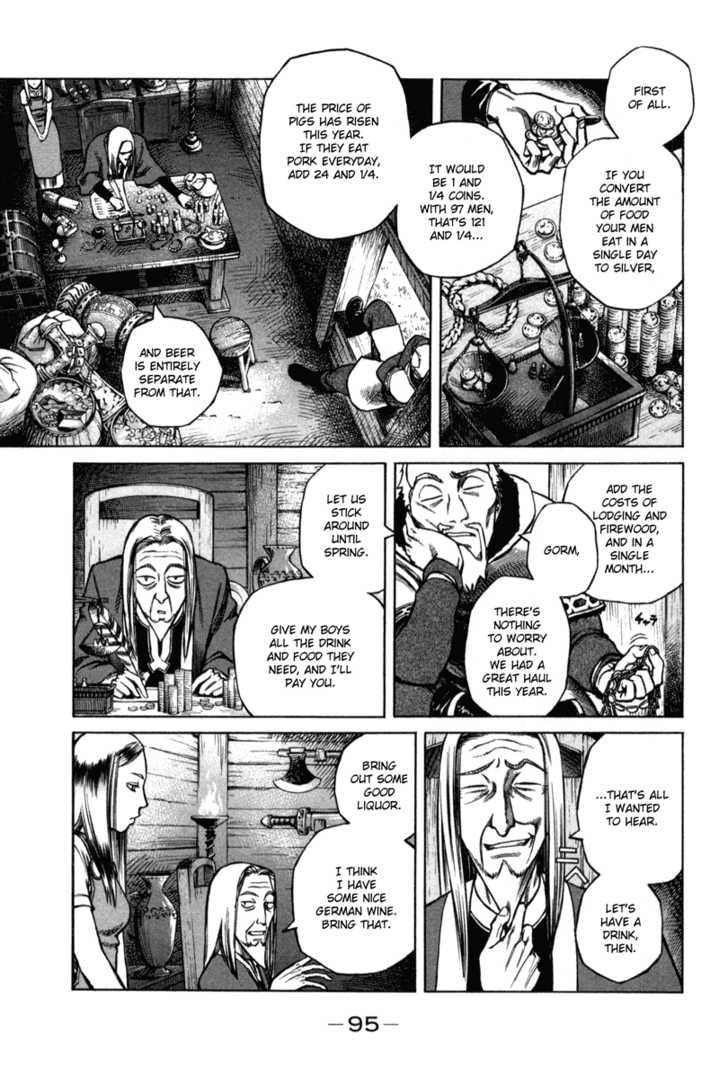 FIRST
OF ALL.
IF YOU
CONVERT
THE AMOUNT
OF FOOD
YOUR MEN
EAT IN
A SINGLE DAY
TO SILVER,
IT WOULD
BE 1 AND
1/4 COINS.
WITH 97 MEN,
THAT'S 121
AND 1/4...
THE PRICE OF
PIGS HAS RISEN
THIS YEAR.
IF THEY EAT
PORK EVERYDAY,
ADD 24 AND 1/4.
AND BEER
IS ENTIRELY
SEPARATE
FROM THAT.
ADD THE
COSTS OF
LODGING AND
FIREWOOD,
AND IN A
SINGLE
MONTH...
チャラ
GORM,
THERE'S
NOTHING
TO WORRY
ABOUT.
WE HAD A
GREAT HAUL
THIS YEAR.
LET US
STICK
AROUND
UNTIL
SPRING.
GIVE MY BOYS
ALL THE DRINK
AND FOOD THEY
NEED, AND I'LL
PAY YOU.
...THAT'S ALL
I WANTED
TO HEAR.
LET'S
HAVE A
DRINK,
THEN.
BRING
OUT SOME
GOOD
LIQUOR.
I THINK
I HAVE
SOME NICE
GERMAN WINE.
BRING THAT.
—95—